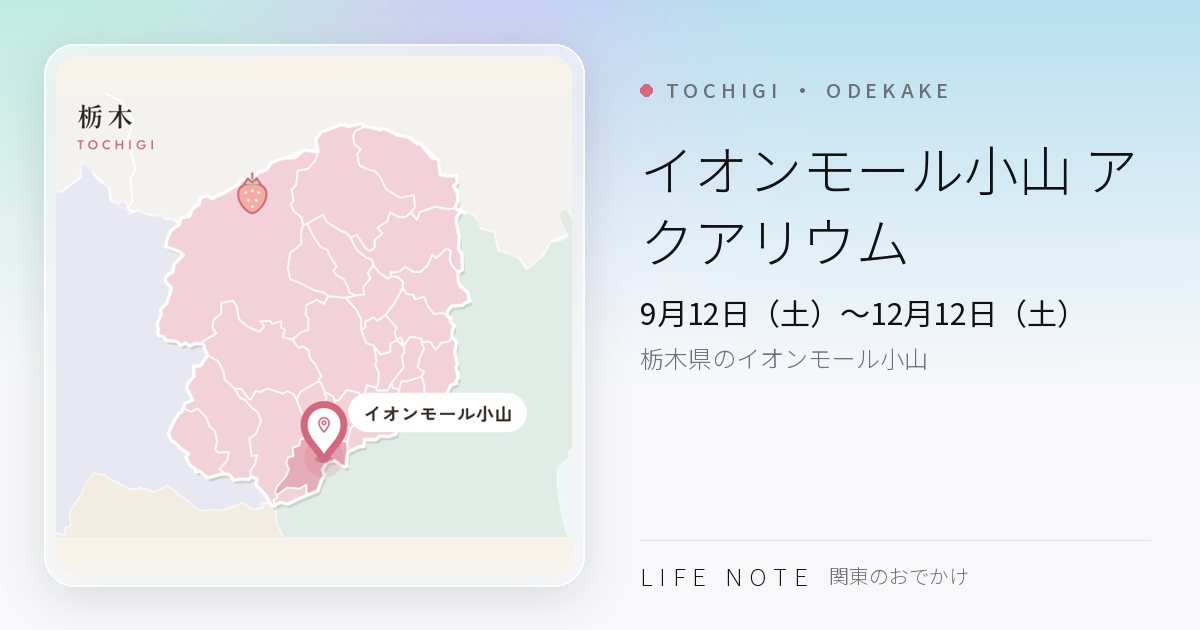 栃木
TOCHIGI
イオンモール小山
TOCHIGI ・ ODEKAKE
イオンモール小山 ア
クアリウム
9月12日（土）〜12月12日（土）
栃木県のイオンモール小山
LIFE NOTE 関東のおでかけ